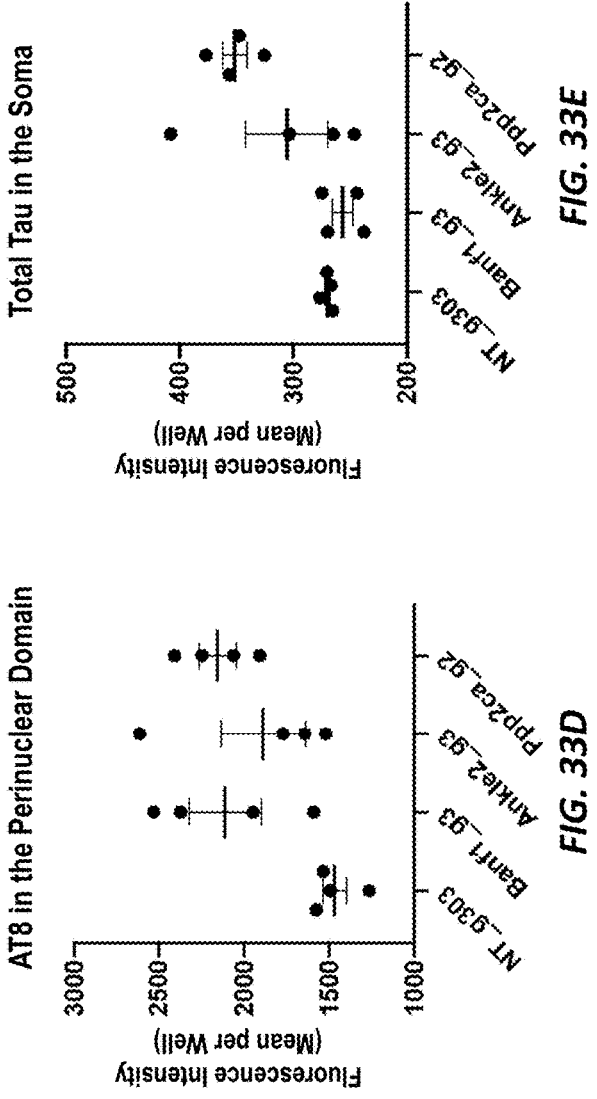 AT8 in the Perinuclear Domain
Fluorescence Intensity
(Mean per Well)
3000
2500
2000
1500
1000
NT_g303
Banf1_g3
Ankle2_g3
Ppp2ca_g2
FIG. 33D
Total Tau in the Soma
Fluorescence Intensity
(Mean per Well)
500
400
300
200
NT_g303
Banf1_g3
Ankle2_g3
Ppp2ca_g2
FIG. 33E